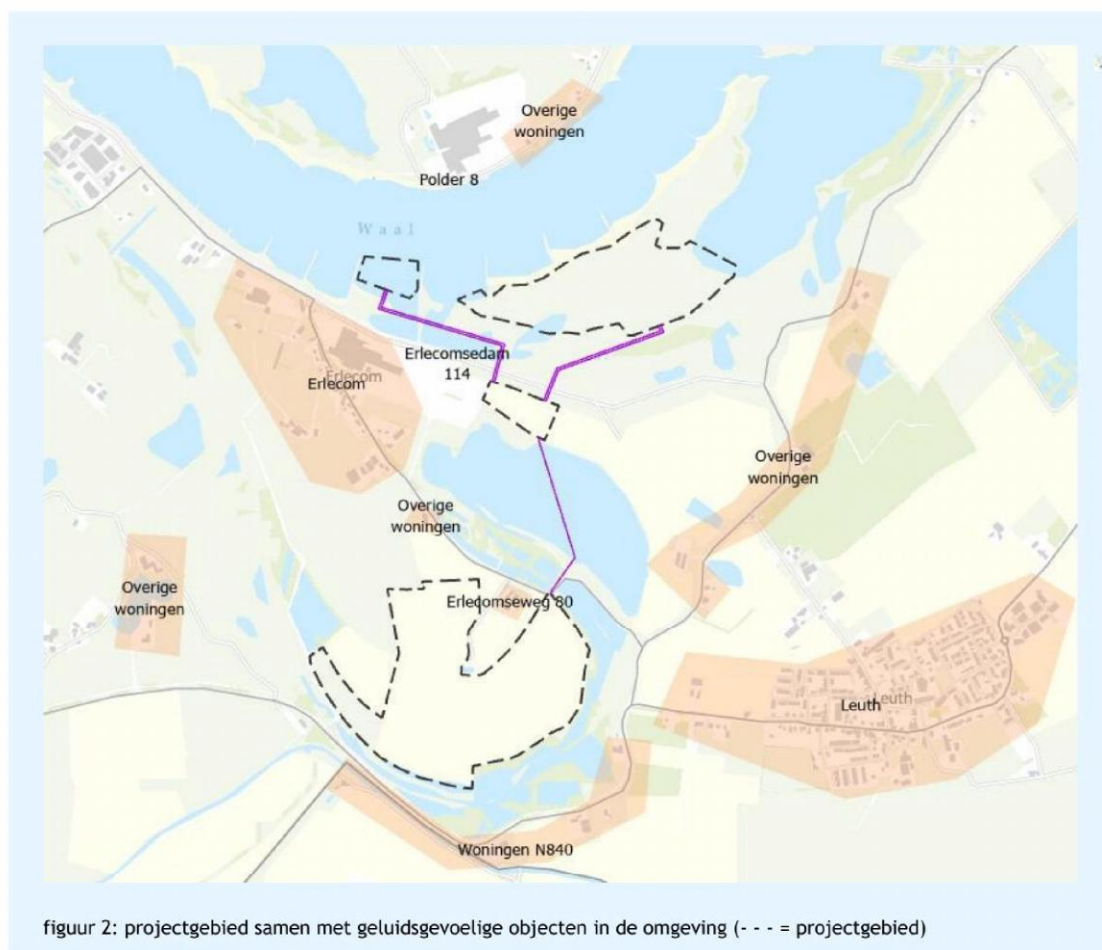 Overige
woningen
Polder 8
Waal
Erlecomsedam
114
Erlecom
Erlecom
Overige
woningen
Overige
woningen
Overige
woningen
Erlecomseweg 80
Leuth
Leuth
Woningen N840
figuur 2: projectgebied samen met geluidsgevoelige objecten in de omgeving (- - - = projectgebied)